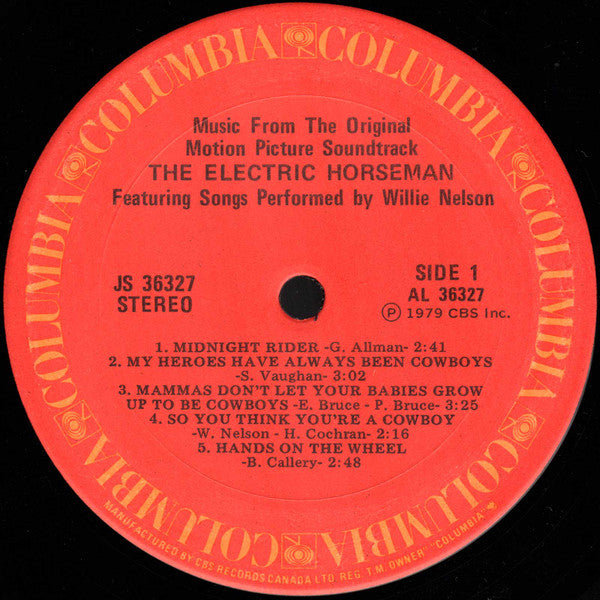 COLUMBIA COLUMBIA COLUMBIA COLUMBIA COLUMBIA COLUMBIA
Music From The Original
Motion Picture Soundtrack
THE ELECTRIC HORSEMAN
Featuring Songs Performed by Willie Nelson
JS 36327
STEREO
SIDE 1
AL 36327
Ⓟ 1979 CBS Inc.
1. MIDNIGHT RIDER -G. Allman- 2:41
2. MY HEROES HAVE ALWAYS BEEN COWBOYS
-S. Vaughan- 3:02
3. MAMMAS DON'T LET YOUR BABIES GROW
UP TO BE COWBOYS -E. Bruce - P. Bruce- 3:25
4. SO YOU THINK YOU'RE A COWBOY
-W. Nelson - H. Cochran- 2:16
5. HANDS ON THE WHEEL
-B. Callery- 2:48
MANUFACTURED BY CBS RECORDS CANADA LTD. REG. T.M. OWNER "COLUMBIA"